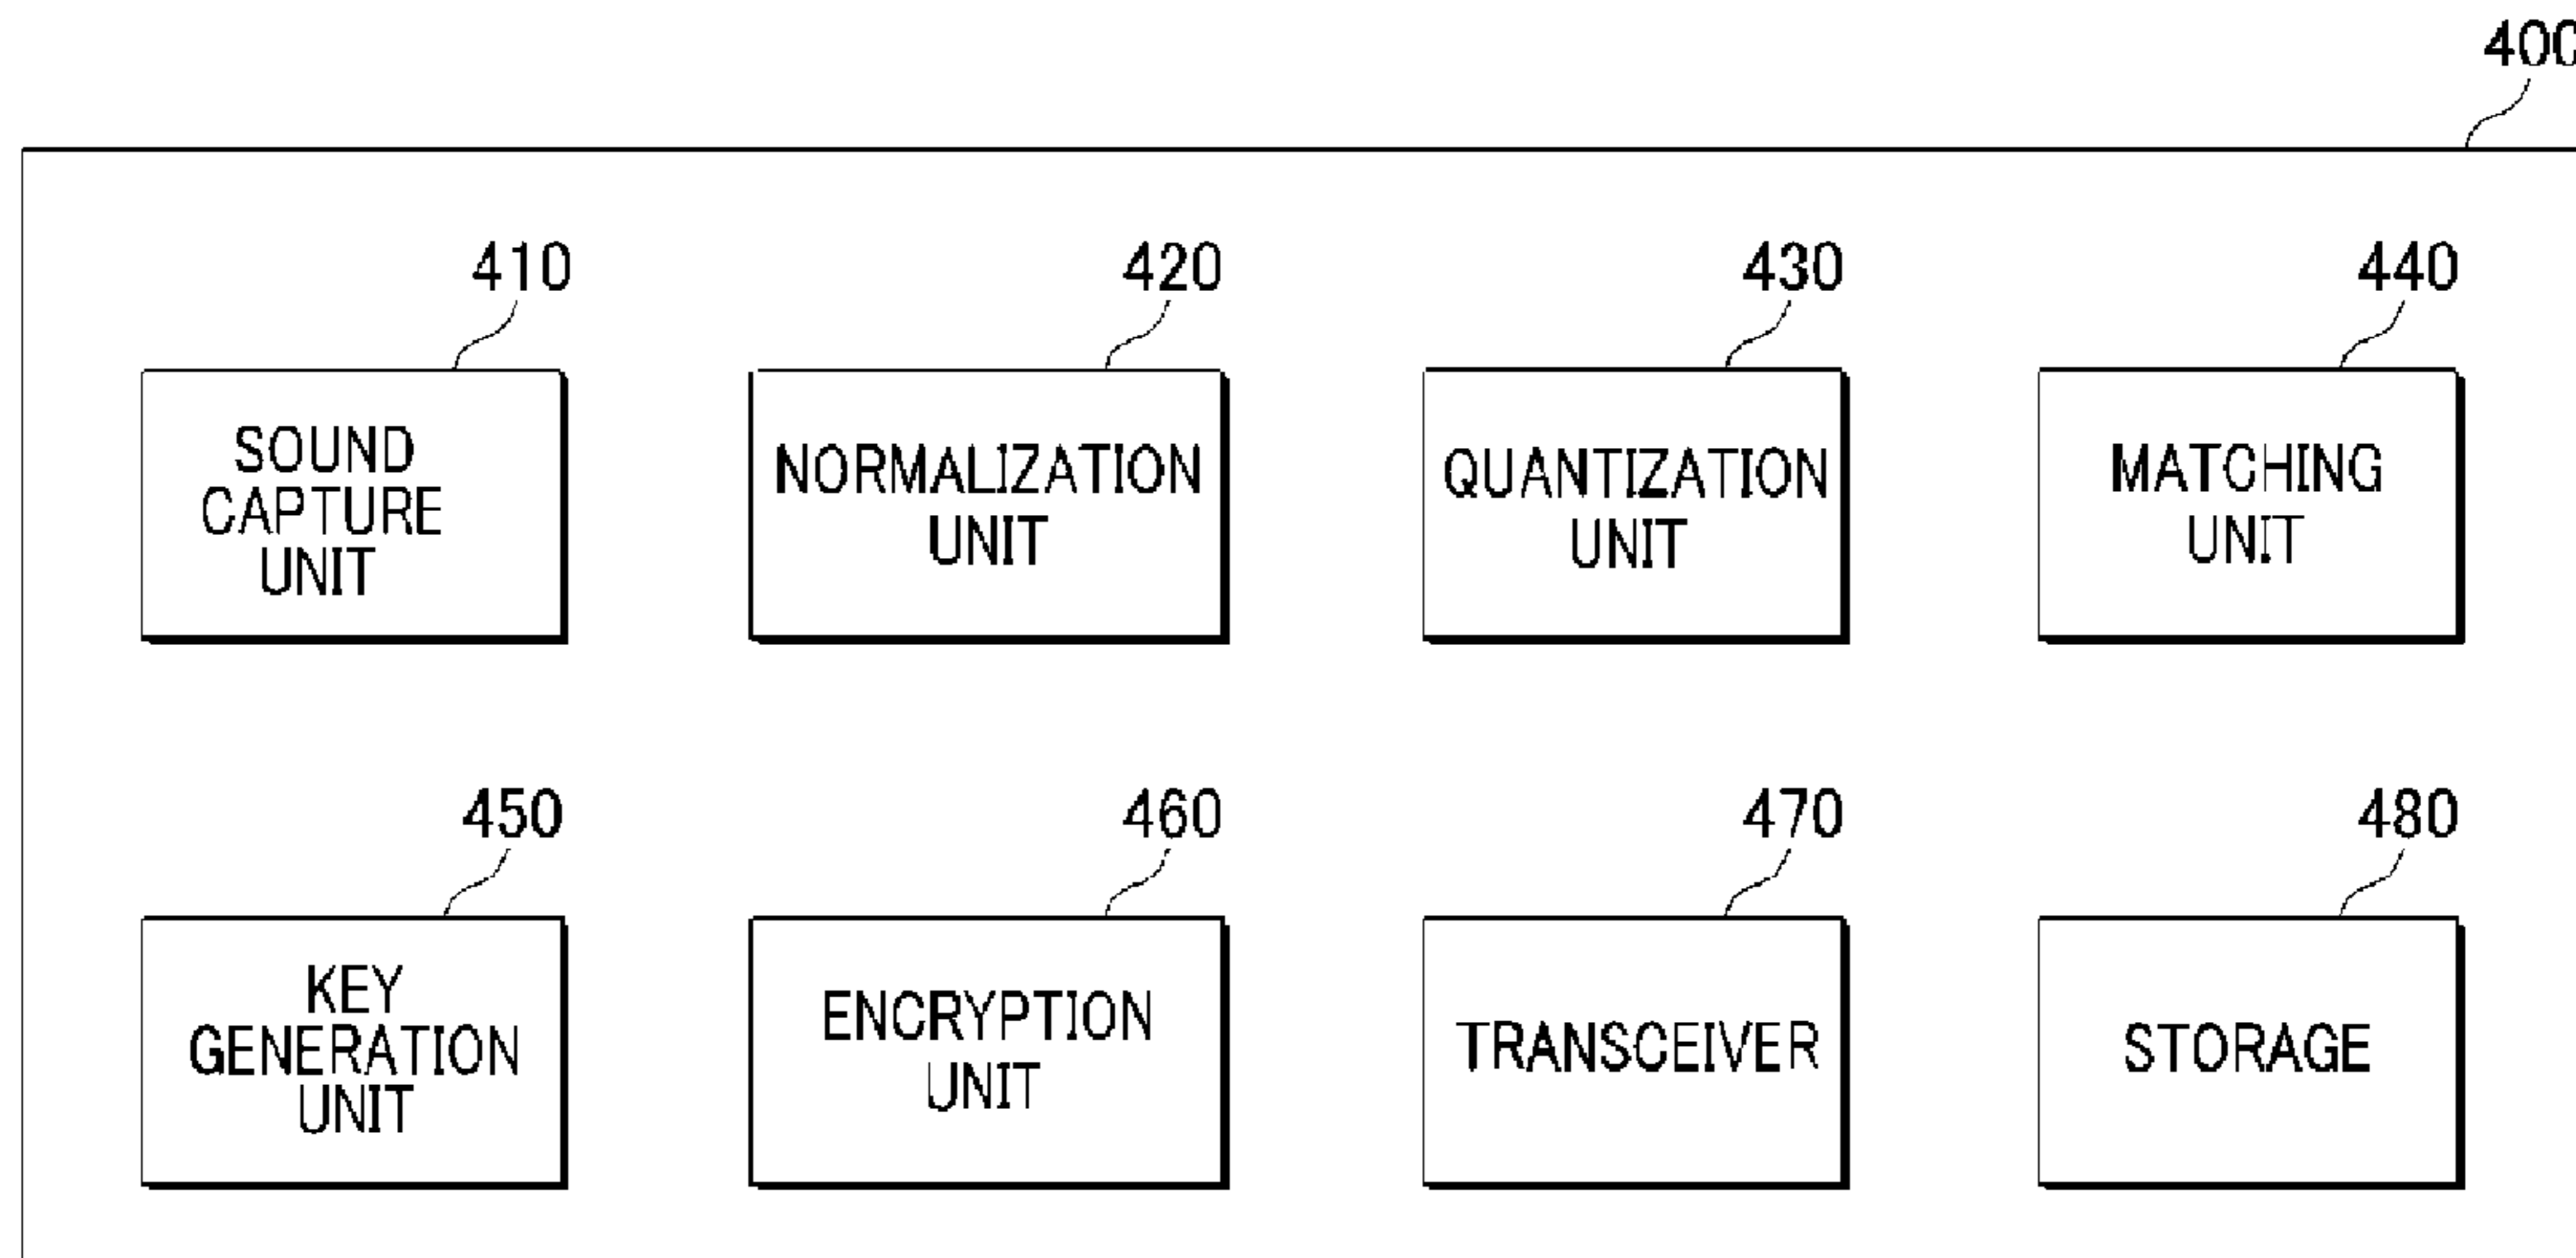 400
410
420
430
440
SOUND
CAPTURE
UNIT
NORMALIZATION
UNIT
QUANTIZATION
UNIT
MATCHING
UNIT
450
460
470
480
KEY
GENERATION
UNIT
ENCRYPTION
UNIT
TRANSCEIVER
STORAGE